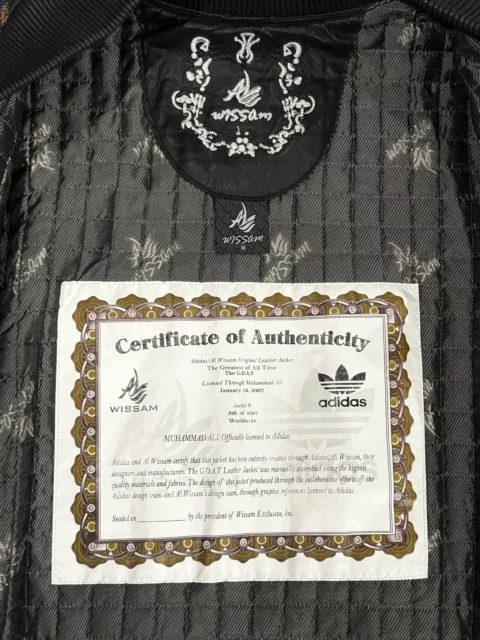 Al
wissam
Al
wissam
M
Certificate of Authenticity
Adidas/Al Wissam Original Leather Jacket
The Greatest of All Time
The G.O.A.T
Licensed Through Muhammad Ali
January 18, 2007
Jacket #
5th of 1007
Worldwide
WISSAM
adidas
MUHAMMAD ALI Officially licensed to Adidas.
Adidas and Al Wissam certify that this jacket has been entirely created through Adidas/Al Wissam, their
designers and manufacturers. The G.O.A.T Leather Jacket was manually assembled using the highest
quality materials and fabrics. The design of this jacket produced through the collaborative efforts of the
Adidas design team and Al Wissam's design team, through graphic references licensed to Adidas.
Sealed on ____________ by the president of Wissam Exclusive, Inc.